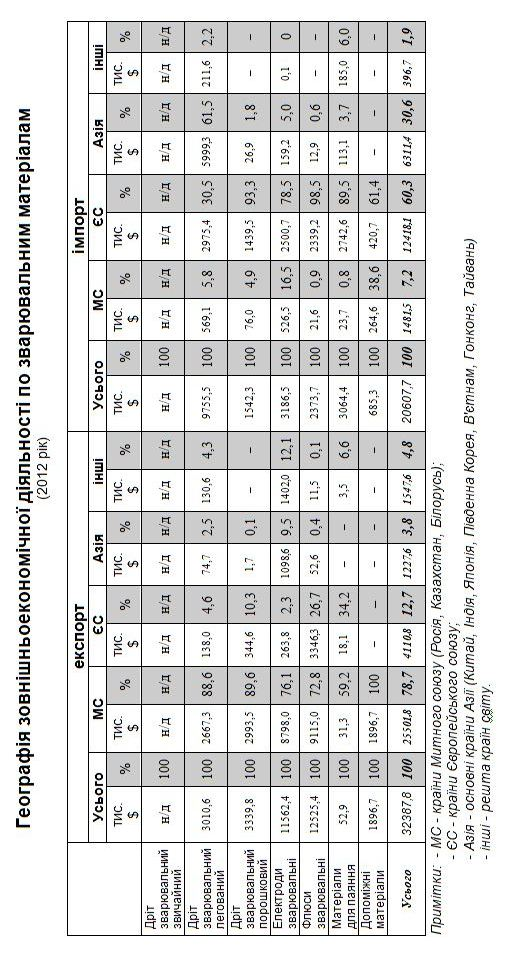 Географія зовнішньоекономічної діяльності по зварювальним матеріалам
(2012 рік)
експорт імпорт
Усього МС ЄС Азія інші Усього МС ЄС Азія інші
тис. $ % тис. $ % тис. $ % тис. $ % тис. $ % тис. $ % тис. $ % тис. $ % тис. $ % тис. $ %
Дріт зварювальний звичайний н/д 100 н/д н/д н/д н/д н/д н/д н/д н/д н/д 100 н/д н/д н/д н/д н/д н/д н/д н/д
Дріт зварювальний легований 3010,6 100 2667,3 88,6 138,0 4,6 74,7 2,5 130,6 4,3 9755,5 100 569,1 5,8 2975,4 30,5 5999,3 61,5 211,6 2,2
Дріт зварювальний порошковий 3339,8 100 2993,5 89,6 344,6 10,3 1,7 0,1 – – 1542,3 100 76,0 4,9 1439,5 93,3 26,9 1,8 – –
Електроди зварювальні 11562,4 100 8798,0 76,1 263,8 2,3 1098,6 9,5 1402,0 12,1 3186,5 100 526,5 16,5 2500,7 78,5 159,2 5,0 0,1 0
Флюси зварювальні 12525,4 100 9115,0 72,8 3346,3 26,7 52,6 0,4 11,5 0,1 2373,7 100 21,6 0,9 2339,2 98,5 12,9 0,6 – –
Матеріали для паяння 52,9 100 31,3 59,2 18,1 34,2 – – 3,5 6,6 3064,4 100 23,7 0,8 2742,6 89,5 113,1 3,7 185,0 6,0
Допоміжні матеріали 1896,7 100 1896,7 100 – – – – – – 685,3 100 264,6 38,6 420,7 61,4 – – – –
Усього 32387,8 100 25501,8 78,7 4110,8 12,7 1227,6 3,8 1547,6 4,8 20607,7 100 1481,5 7,2 12418,1 60,3 6311,4 30,6 396,7 1,9
Примітки: - МС - країни Митного союзу (Росія, Казахстан, Білорусь);
- ЄС - країни Європейського союзу;
- Азія - основні країни Азії (Китай, Індія, Японія, Південна Корея, В'єтнам, Гонконг, Тайвань)
- інші - решта країн світу.